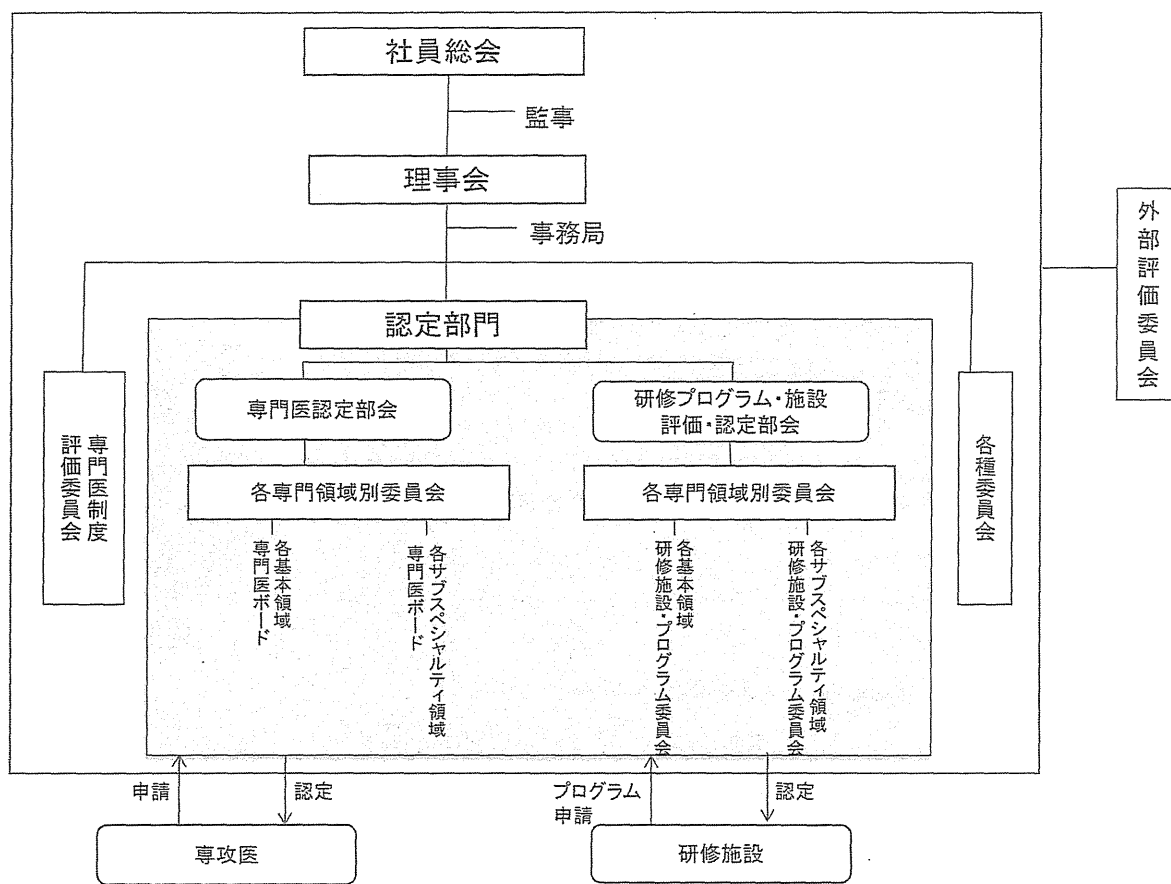 社員総会
監事
理事会
事務局
外部評価委員会
認定部門
専門医制度
評価委員会
専門医認定部会
研修プログラム・施設
評価・認定部会
各種委員会
各専門領域別委員会
各専門領域別委員会
各基本領域
専門医ボード
各サブスペシャルティ領域
専門医ボード
各基本領域
研修施設・プログラム委員会
各サブスペシャルティ領域
研修施設・プログラム委員会
申請
認定
プログラム
申請
認定
専攻医
研修施設